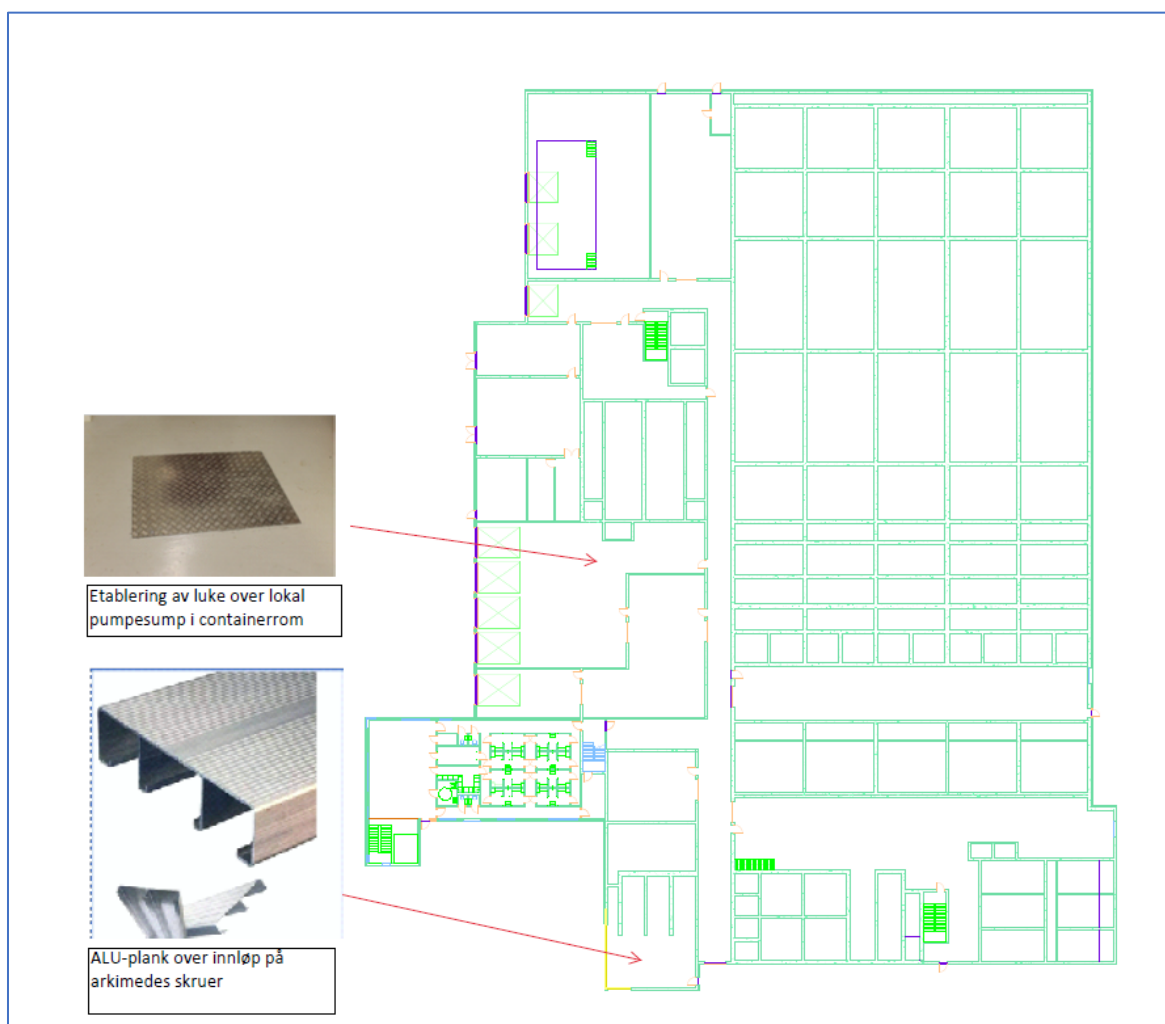 Etablering av luke over lokal
pumpesump i containerrom
ALU-plank over innløp på
arkimedes skruer